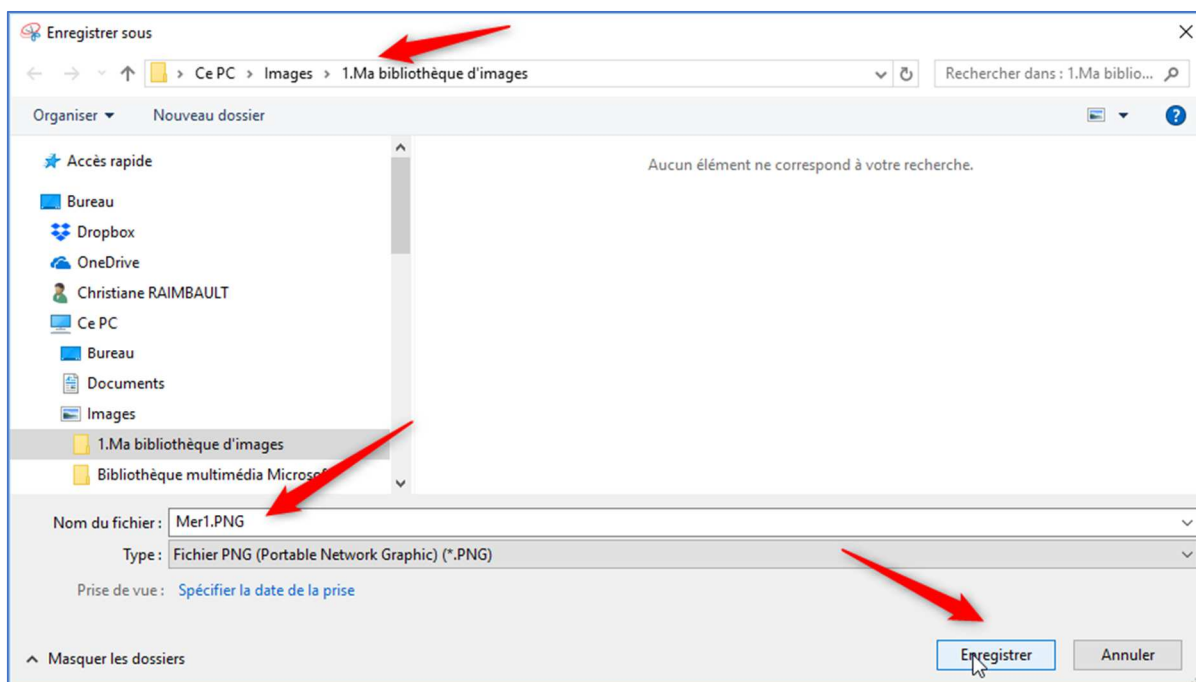 Enregistrer sous
Ce PC > Images > 1.Ma bibliothèque d'images
Rechercher dans : 1.Ma biblio...
Organiser
Nouveau dossier
Accès rapide
Aucun élément ne correspond à votre recherche.
Bureau
Dropbox
OneDrive
Christiane RAIMBAULT
Ce PC
Bureau
Documents
Images
1.Ma bibliothèque d'images
Bibliothèque multimédia
Nom du fichier : Mer1.PNG
Type : Fichier PNG (Portable Network Graphic) (*.PNG)
Prise de vue : Spécifier la date de la prise
Masquer les dossiers
Enregistrer
Annuler